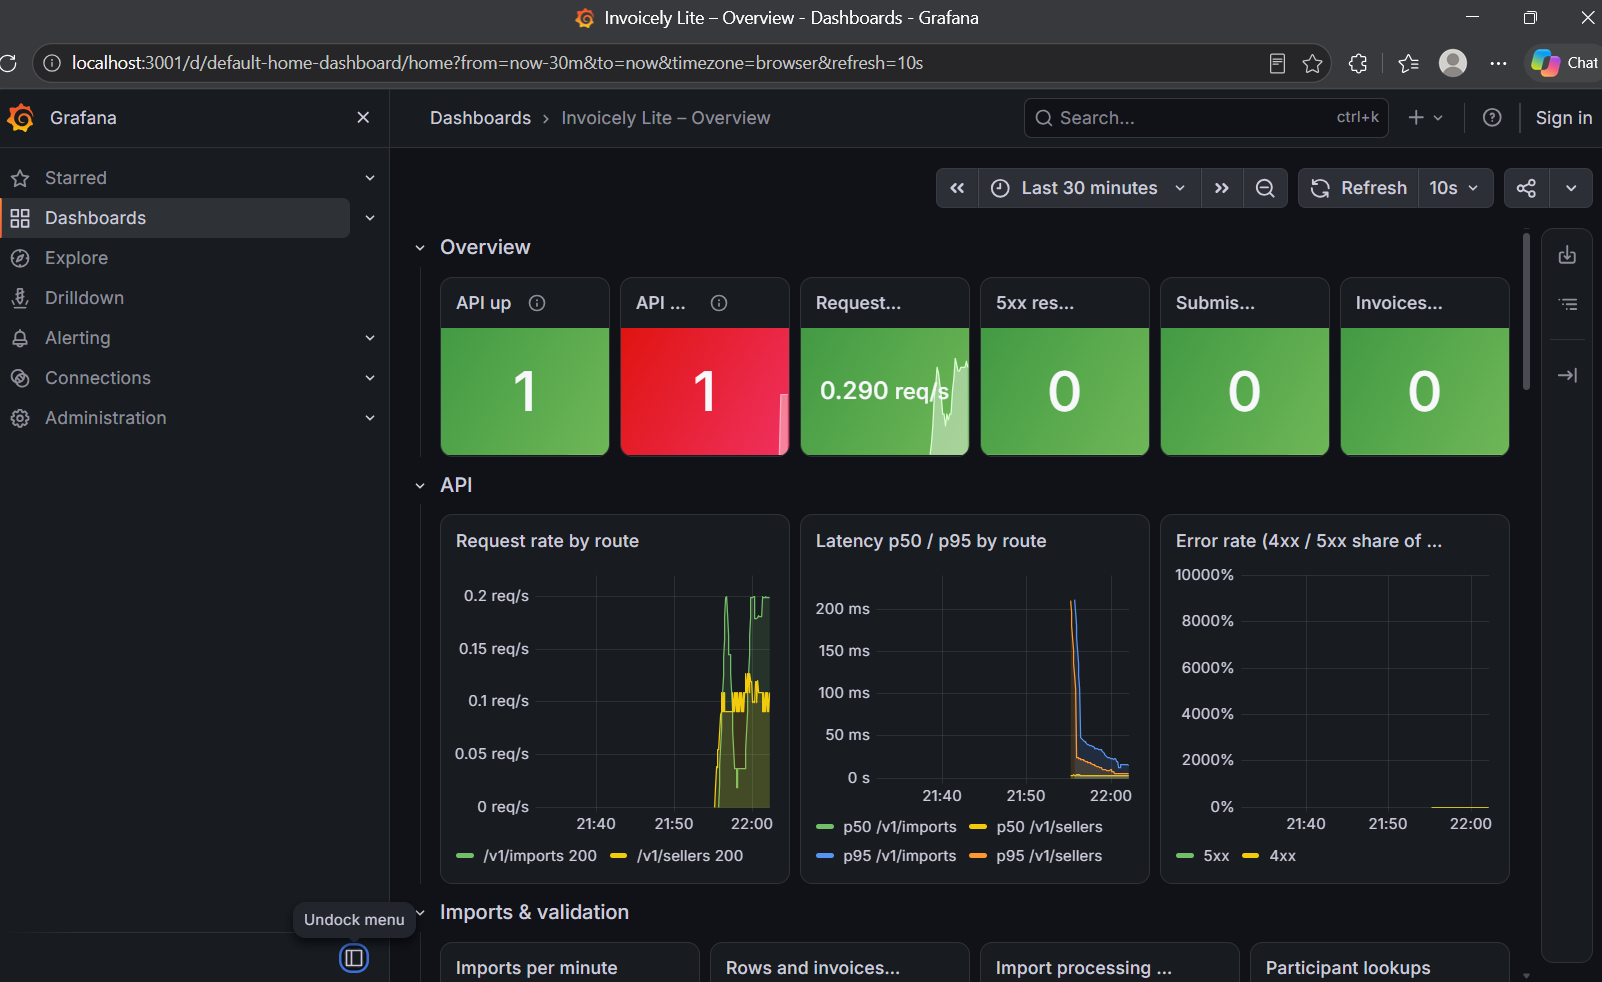 Invoicely Lite – Overview - Dashboards - Grafana
localhost:3001/d/default-home-dashboard/home?from=now-30m&to=now&timezone=browser&refresh=10s
Chat
Grafana
Dashboards › Invoicely Lite – Overview
Search...
ctrl+k
Sign in
Starred
Dashboards
Explore
Drilldown
Alerting
Connections
Administration
Undock menu
Last 30 minutes
Refresh
10s
Overview
API up
1
API ...
1
Request...
0.290 req/s
5xx res...
0
Submis...
0
Invoices...
0
API
Request rate by route
0.2 req/s
0.15 req/s
0.1 req/s
0.05 req/s
0 req/s
21:40 21:50 22:00
/v1/imports 200 /v1/sellers 200
Latency p50 / p95 by route
200 ms
150 ms
100 ms
50 ms
0 s
21:40 21:50 22:00
p50 /v1/imports p50 /v1/sellers
p95 /v1/imports p95 /v1/sellers
Error rate (4xx / 5xx share of ...
10000%
8000%
6000%
4000%
2000%
0%
21:40 21:50 22:00
5xx 4xx
Imports & validation
Imports per minute
Rows and invoices...
Import processing ...
Participant lookups